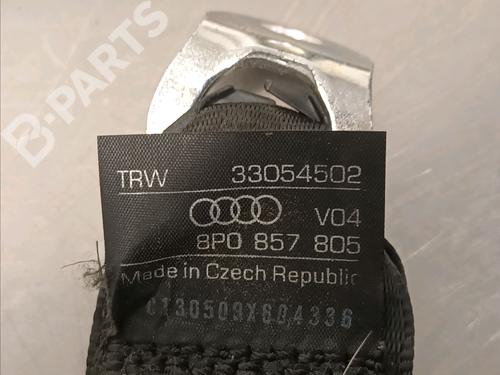 B-PARTS
TRW 33054502
V04
8P0 857 805
Made in Czech Republic